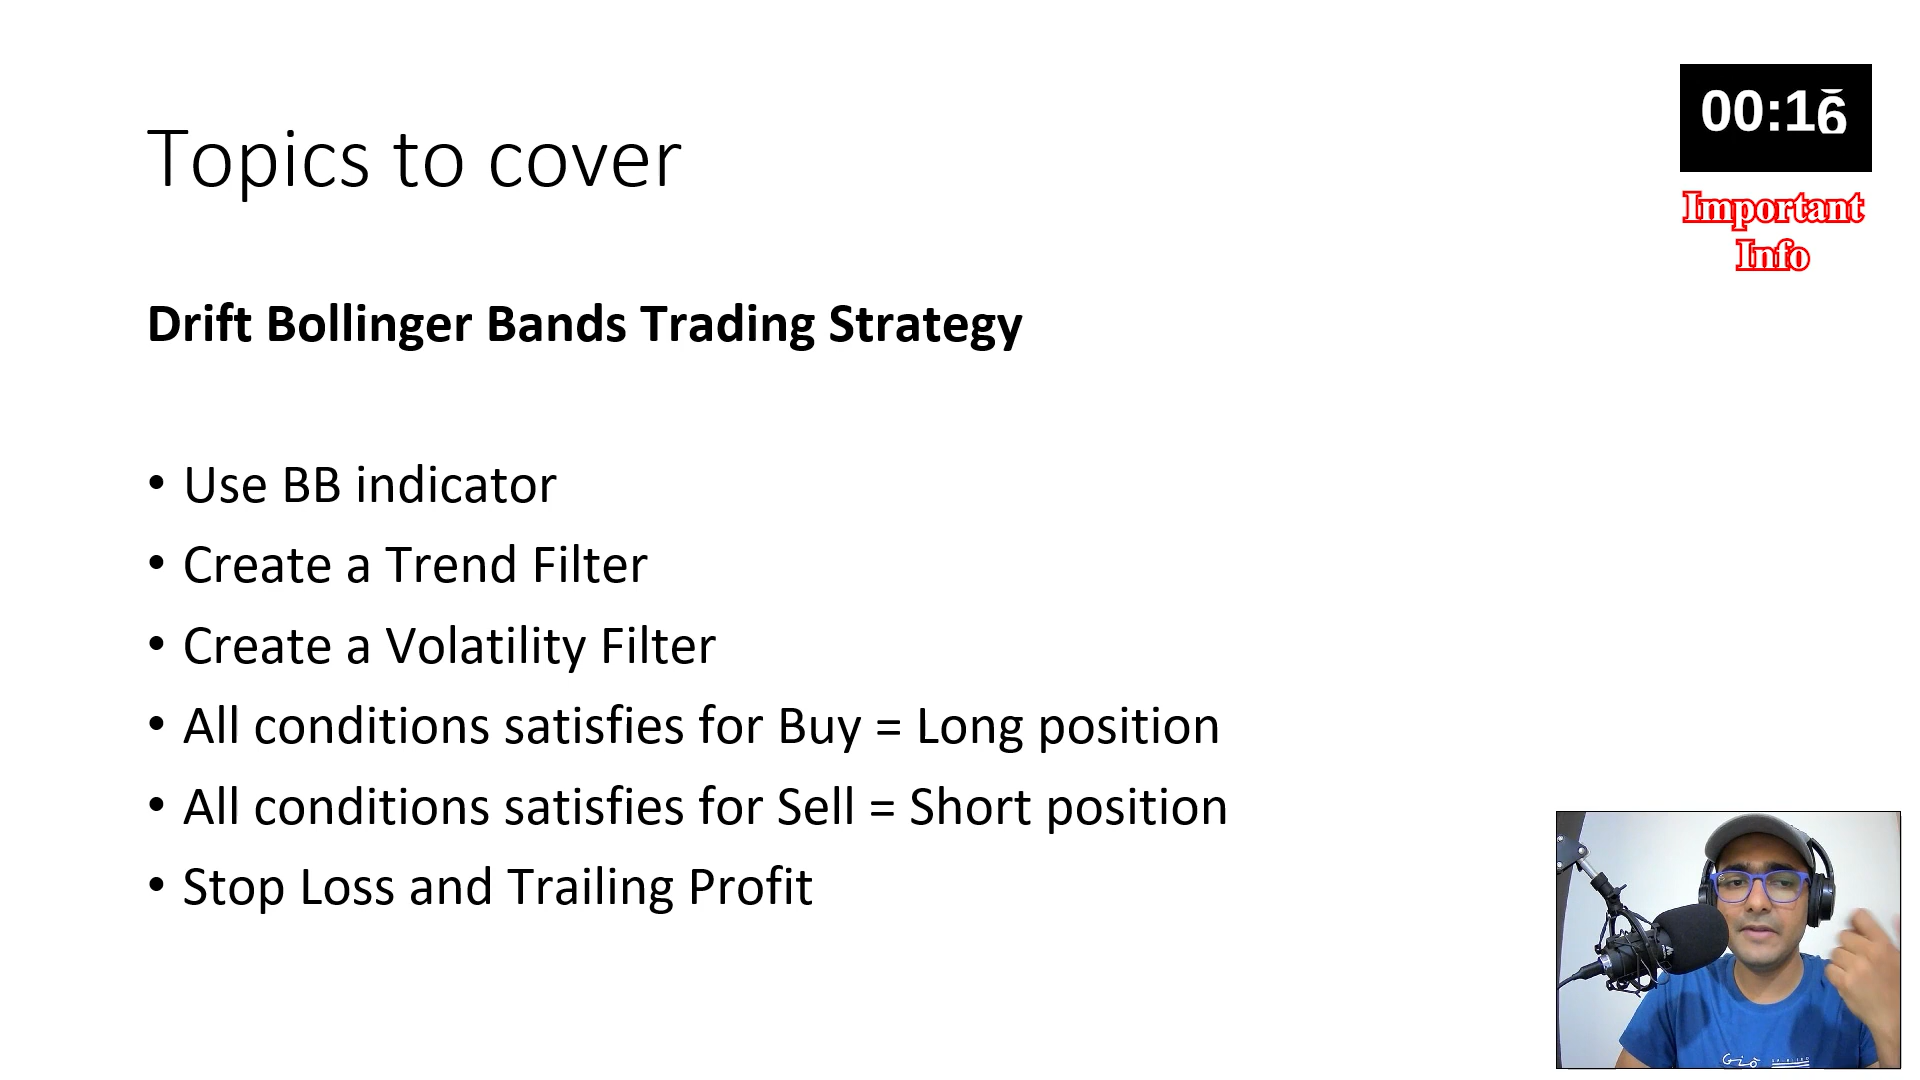 00:16
Important
Info
Topics to cover
Drift Bollinger Bands Trading Strategy
• Use BB indicator
• Create a Trend Filter
• Create a Volatility Filter
• All conditions satisfies for Buy = Long position
• All conditions satisfies for Sell = Short position
• Stop Loss and Trailing Profit